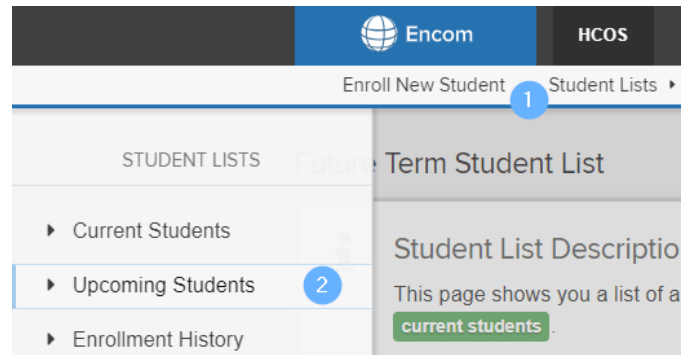 Encom HCOS
Enroll New Student 1 Student Lists
STUDENT LISTS
Future Term Student List
Current Students
Student List Descriptio
Upcoming Students 2
This page shows you a list of a
current students.
Enrollment History